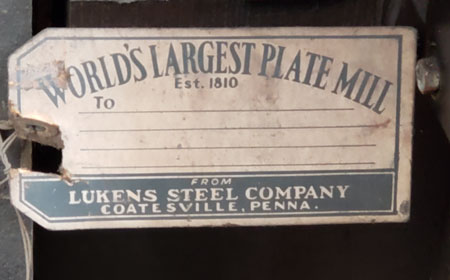 WORLD'S LARGEST PLATE MILL
Est. 1810
To
FROM
LUKENS STEEL COMPANY
COATESVILLE, PENNA.